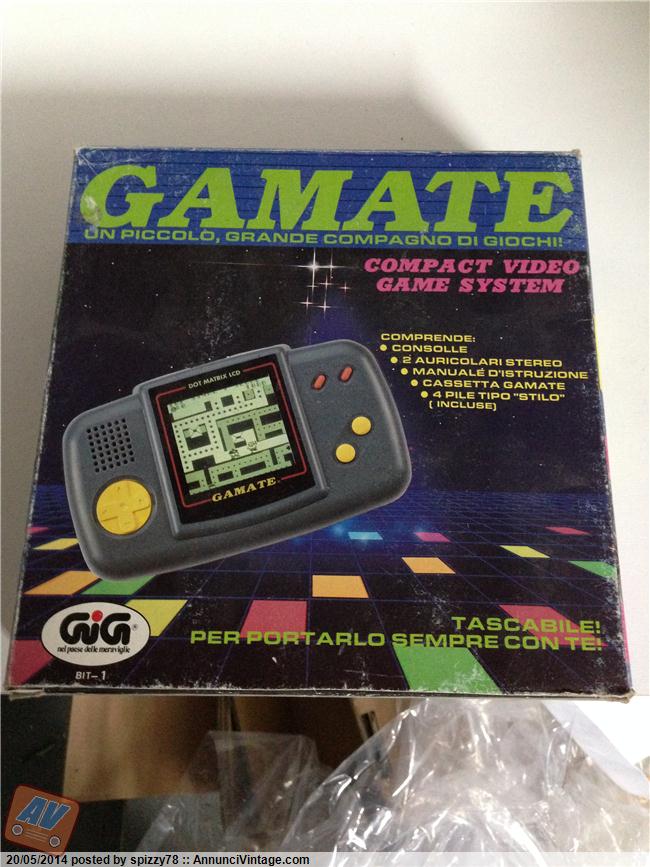 GAMATE
UN PICCOLO, GRANDE COMPAGNO DI GIOCHI!
COMPACT VIDEO
GAME SYSTEM
COMPRENDE:
● CONSOLLE
● 2 AURICOLARI STEREO
● MANUALE D'ISTRUZIONE
● CASSETTA GAMATE
● 4 PILE TIPO "STILO"
(INCLUSE)
DOT MATRIX LCD
GAMATE
TASCABILE!
PER PORTARLO SEMPRE CON TE!
GiG®
nel paese delle meraviglie
BIT-1
AV
20/05/2014 posted by spizzy78 :: AnnunciVintage.com